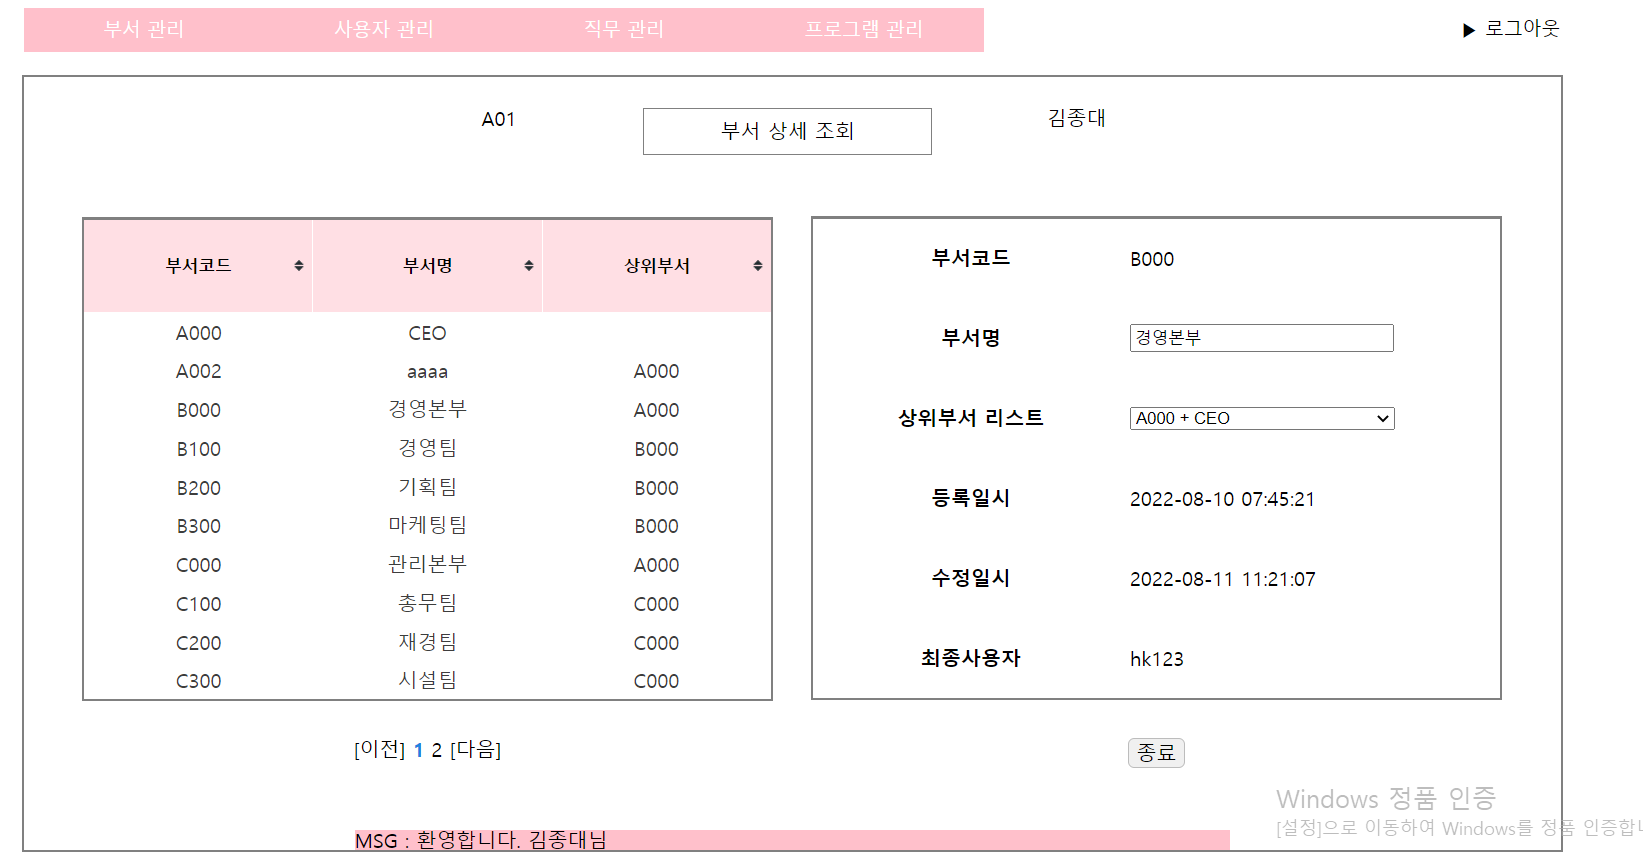 부서 관리 사용자 관리 직무 관리 프로그램 관리 ▶ 로그아웃
A01 부서 상세 조회 김종대
부서코드 부서명 상위부서
A000 CEO
A002 aaaa A000
B000 경영본부 A000
B100 경영팀 B000
B200 기획팀 B000
B300 마케팅팀 B000
C000 관리본부 A000
C100 총무팀 C000
C200 재경팀 C000
C300 시설팀 C000
[이전] 1 2 [다음]
부서코드 B000
부서명 경영본부
상위부서 리스트 A000 + CEO
등록일시 2022-08-10 07:45:21
수정일시 2022-08-11 11:21:07
최종사용자 hk123
종료
Windows 정품 인증
[설정]으로 이동하여 Windows를 정품 인증합
MSG : 환영합니다. 김종대님